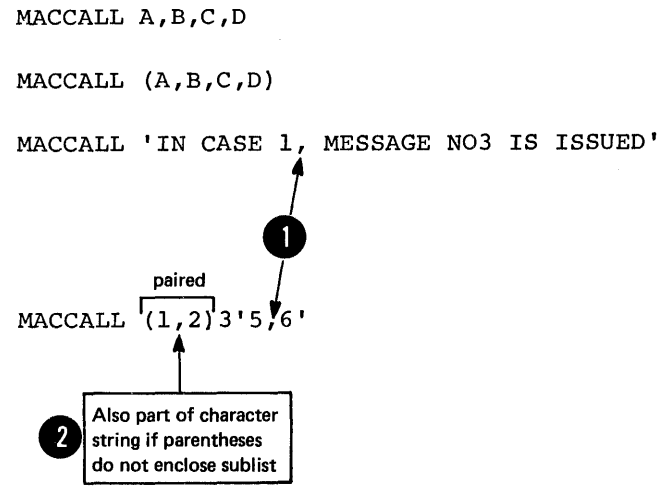 MACCALL A,B,C,D
MACCALL (A,B,C,D)
MACCALL 'IN CASE 1, MESSAGE NO3 IS ISSUED'
1
paired
MACCALL (1,2)3'5,6'
2
Also part of character
string if parentheses
do not enclose sublist